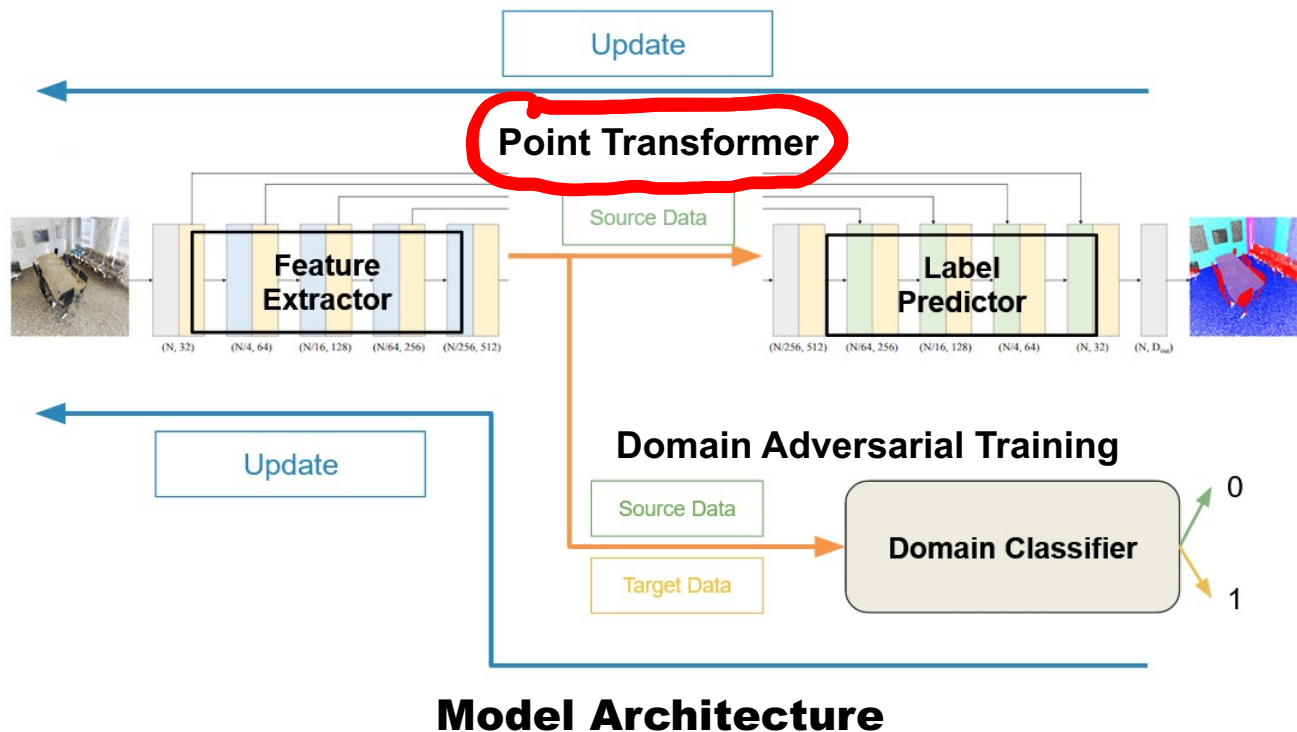 Update
Point Transformer
Source Data
Feature
Extractor
Label
Predictor
(N, 32)
(N/4, 64)
(N/16, 128)
(N/64, 256)
(N/256, 512)
(N/256, 512)
(N/64, 256)
(N/16, 128)
(N/4, 64)
(N, 32)
(N, Dout)
Update
Domain Adversarial Training
Source Data
Target Data
Domain Classifier
0
1
Model Architecture